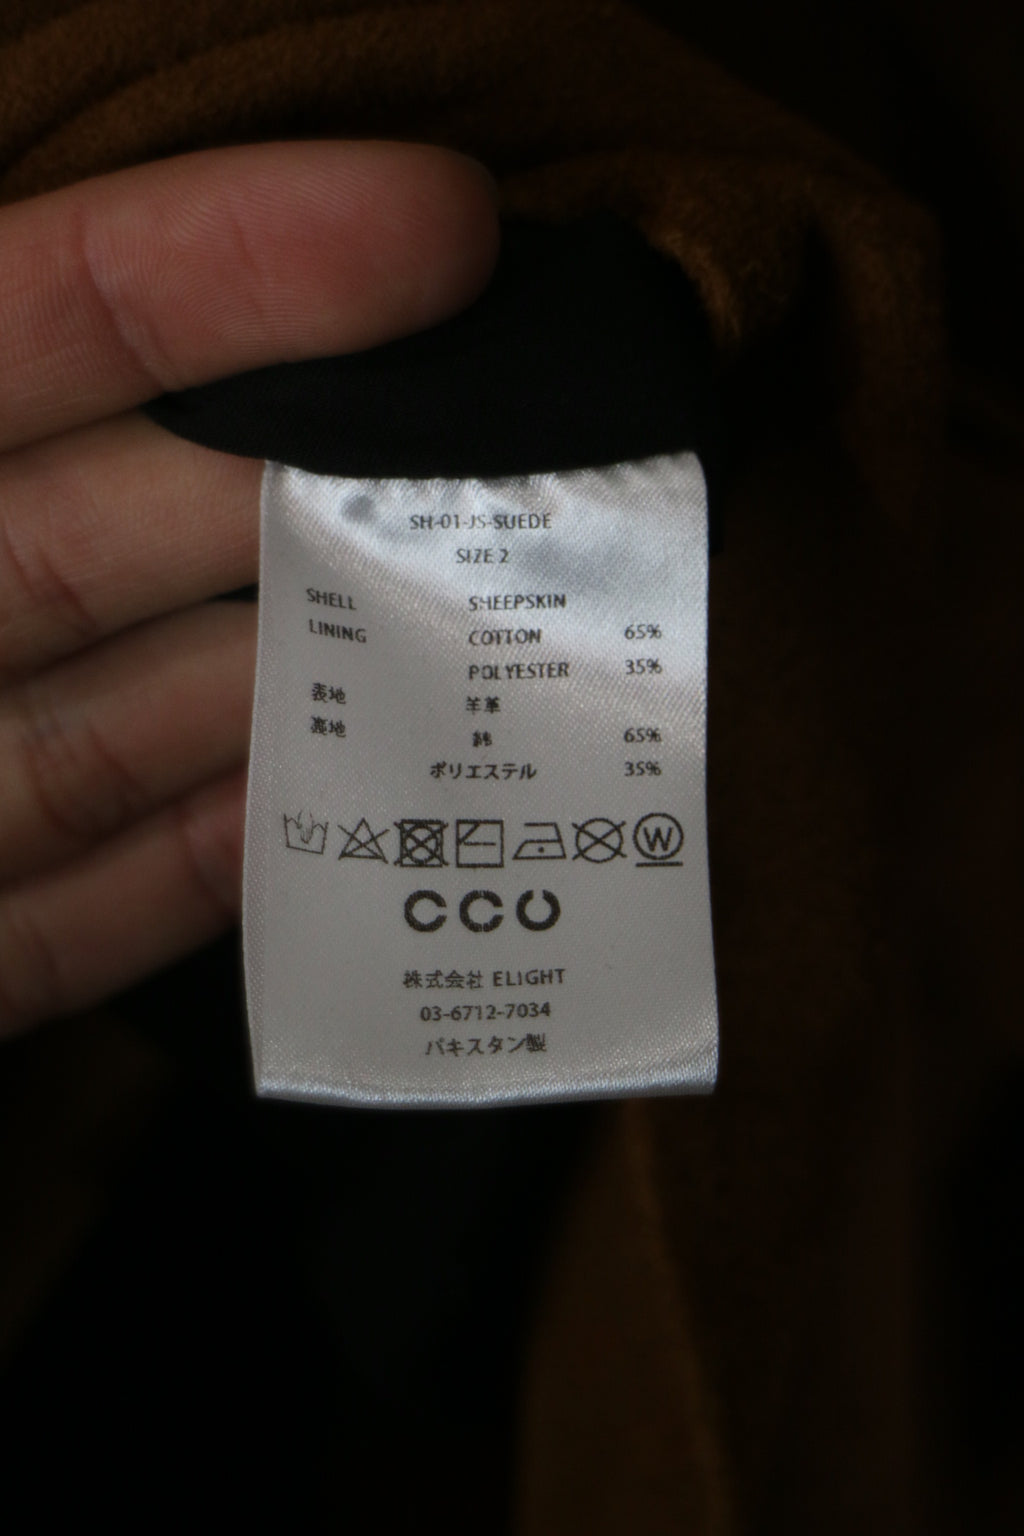 SH-01-JS-SUEDE
SIZE 2
SHELL SHEEPSKIN
LINING COTTON 65%
POLYESTER 35%
表地 羊革
裏地 綿 65%
ポリエステル 35%
W
CCU
株式会社 ELIGHT
03-6712-7034
パキスタン製